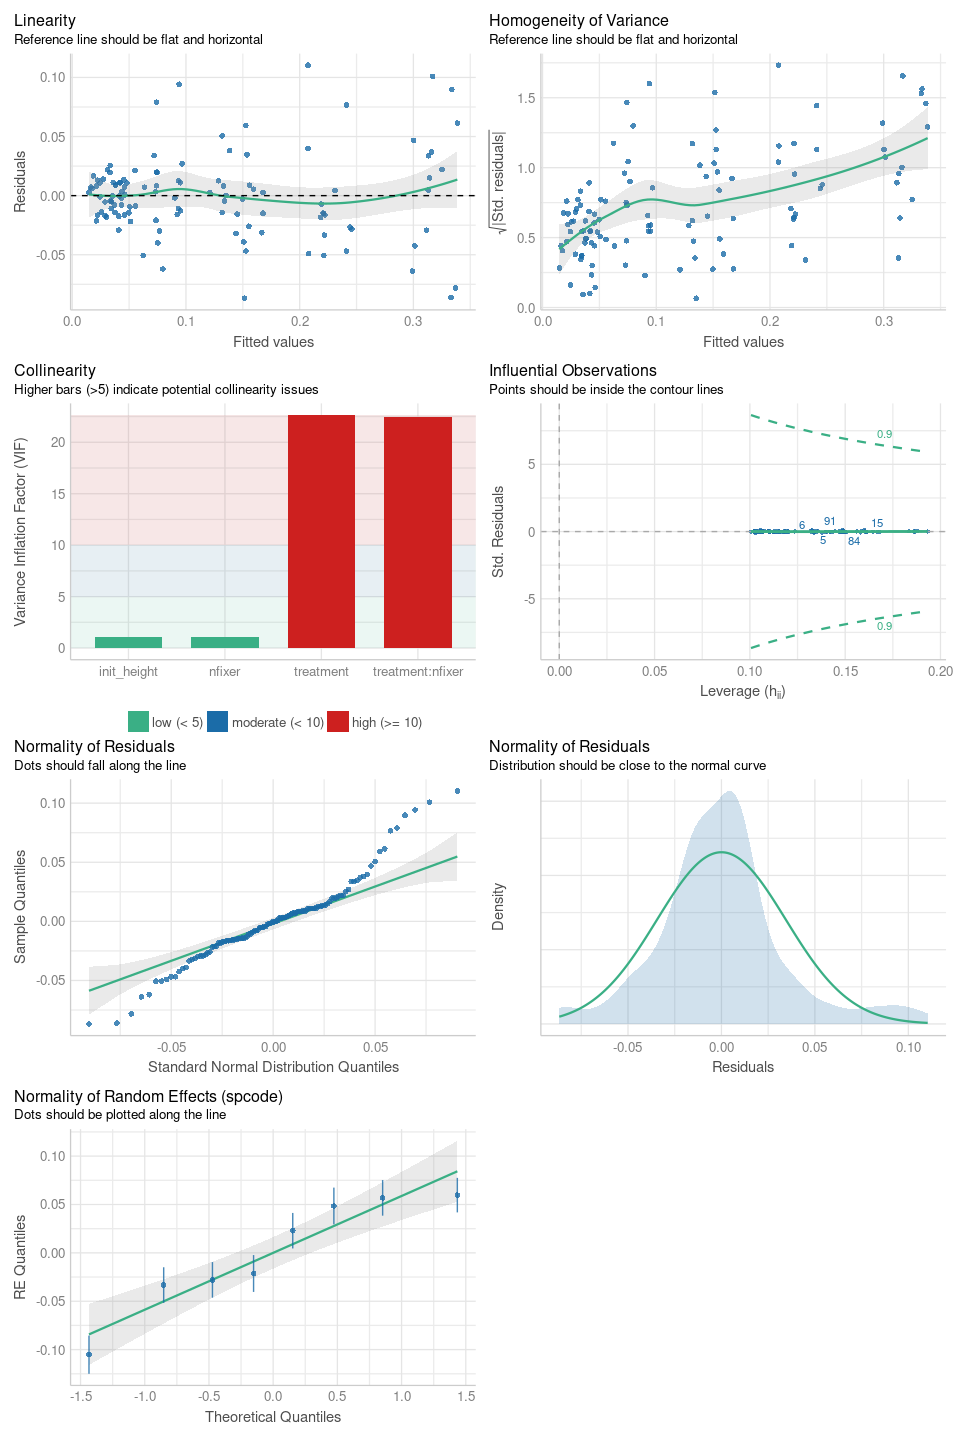 Linearity
Reference line should be flat and horizontal
0.10
0.05
0.00
-0.05
Residuals
0.0 0.1 0.2 0.3
Fitted values
Homogeneity of Variance
Reference line should be flat and horizontal
1.5
1.0
0.5
0.0
√|Std. residuals|
0.0 0.1 0.2 0.3
Fitted values
Collinearity
Higher bars (>5) indicate potential collinearity issues
20
15
10
5
0
Variance Inflation Factor (VIF)
init_height nfixer treatment treatment:nfixer
low (< 5) moderate (< 10) high (>= 10)
Influential Observations
Points should be inside the contour lines
0.9
5
0
-5
6 91 15
5 84
0.9
Std. Residuals
0.00 0.05 0.10 0.15 0.20
Leverage (hii)
Normality of Residuals
Dots should fall along the line
0.10
0.05
0.00
-0.05
Sample Quantiles
-0.05 0.00 0.05
Standard Normal Distribution Quantiles
Normality of Residuals
Distribution should be close to the normal curve
Density
-0.05 0.00 0.05 0.10
Residuals
Normality of Random Effects (spcode)
Dots should be plotted along the line
0.10
0.05
0.00
-0.05
-0.10
RE Quantiles
-1.5 -1.0 -0.5 0.0 0.5 1.0 1.5
Theoretical Quantiles